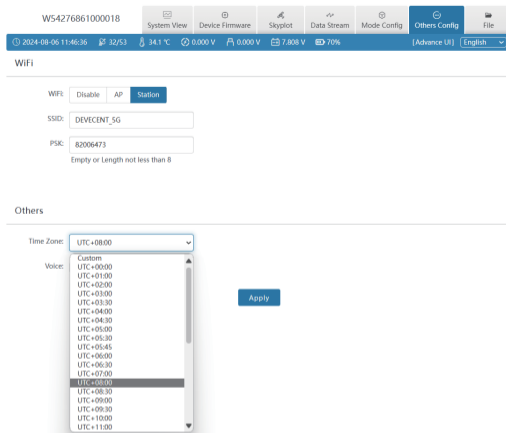 W54276861000018
System View
Device Firmware
Skyplot
Data Stream
Mode Config
Others Config
File
2024-08-06 11:46:36 32/53 34.1 ℃ 0.000 V 0.000 V 7.808 V 70% [Advance UI] English
WiFi
WiFi: Disable AP Station
SSID: DEVECENT_5G
PSK: 82006473
Empty or Length not less than 8
Others
Time Zone: UTC+08:00
Custom
Voice:
UTC+00:00
UTC+01:00
UTC+02:00
UTC+03:00
UTC+03:30
UTC+04:00
UTC+04:30
UTC+05:00
UTC+05:30
UTC+05:45
UTC+06:00
UTC+06:30
UTC+07:00
UTC+08:00
UTC+08:30
UTC+09:00
UTC+09:30
UTC+10:00
UTC+11:00
Apply